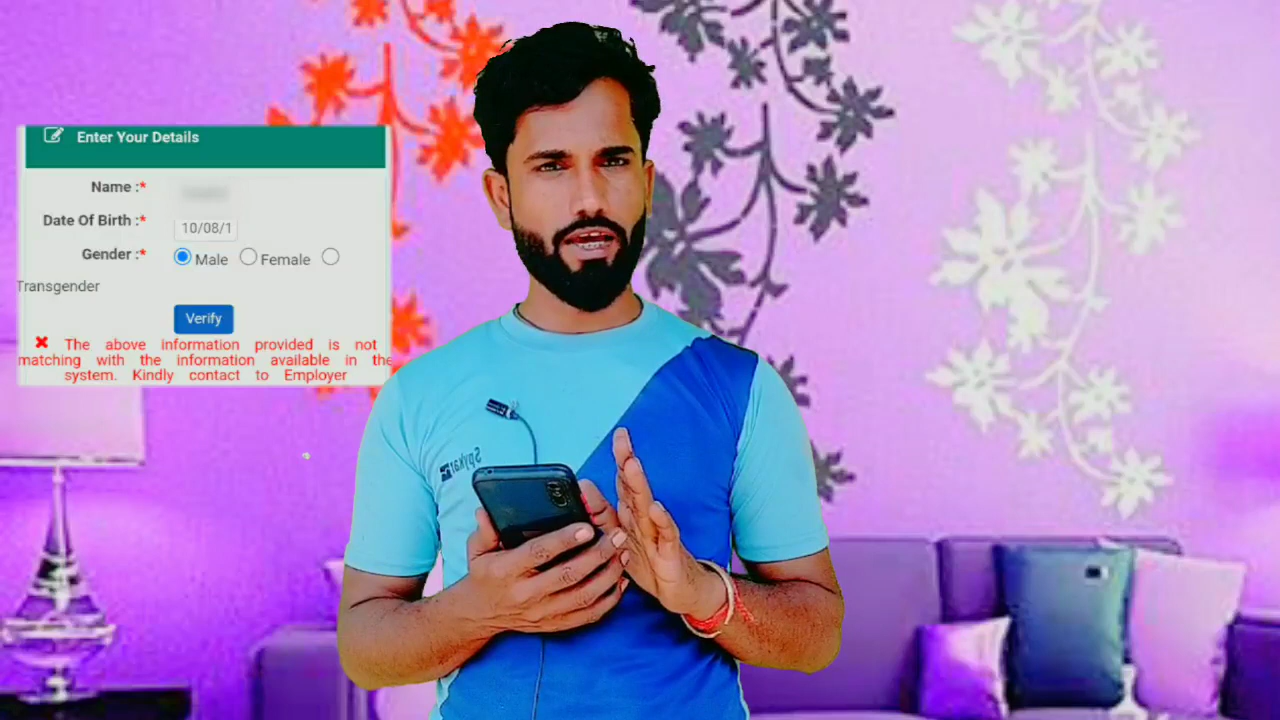 Enter Your Details
Name :*
Date Of Birth :* 10/08/1
Gender :* Male Female
Transgender
Verify
✖ The above information provided is not
matching with the information available in the
system. Kindly contact to Employer
Spykar